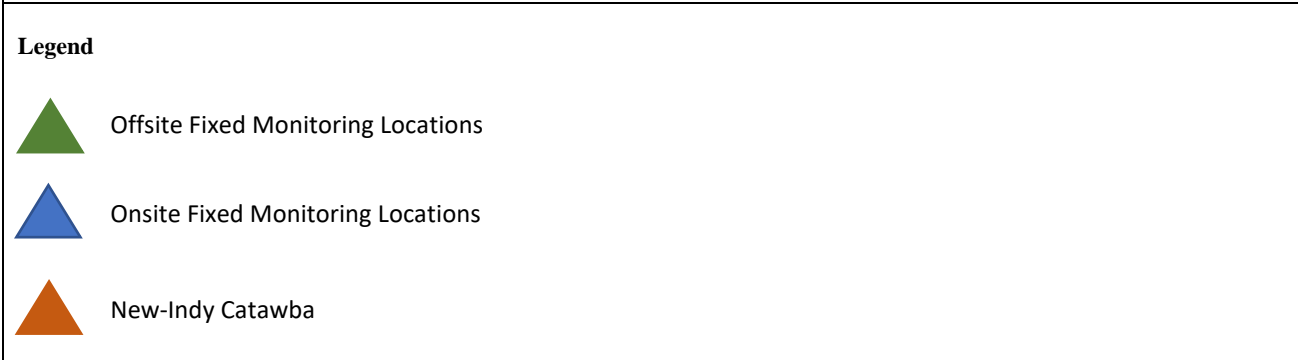 Legend
Offsite Fixed Monitoring Locations
Onsite Fixed Monitoring Locations
New-Indy Catawba